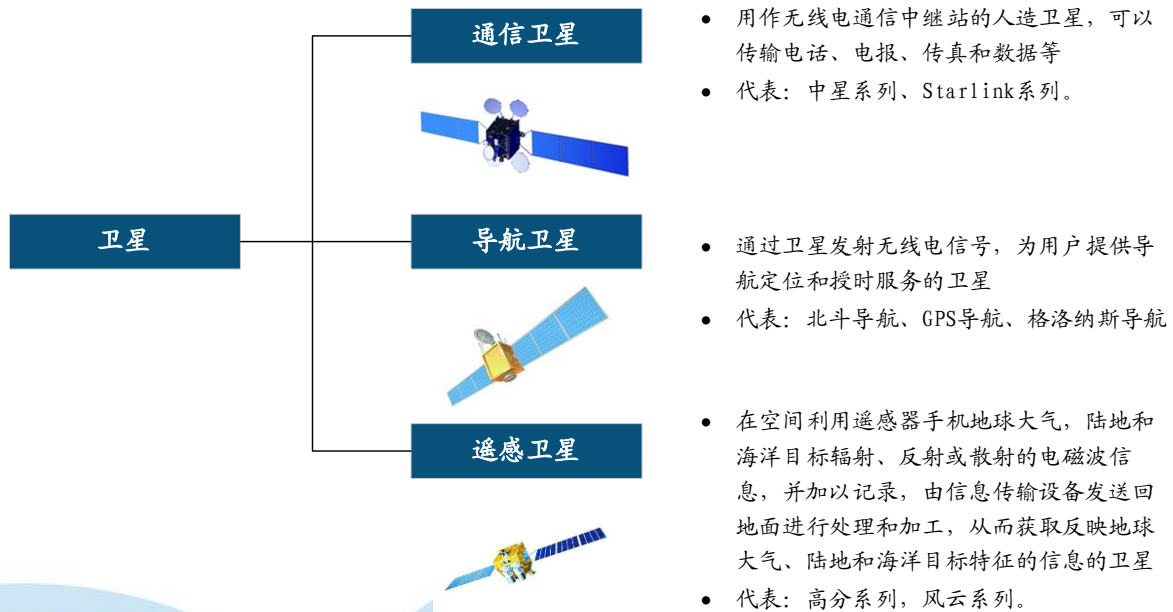 通信卫星
• 用作无线电通信中继站的人造卫星，可以
传输电话、电报、传真和数据等
• 代表：中星系列、Starlink系列。
卫星
导航卫星
• 通过卫星发射无线电信号，为用户提供导
航定位和授时服务的卫星
• 代表：北斗导航、GPS导航、格洛纳斯导航
遥感卫星
• 在空间利用遥感器手机地球大气，陆地和
海洋目标辐射、反射或散射的电磁波信
息，并加以记录，由信息传输设备发送回
地面进行处理和加工，从而获取反映地球
大气、陆地和海洋目标特征的信息的卫星
• 代表：高分系列，风云系列。